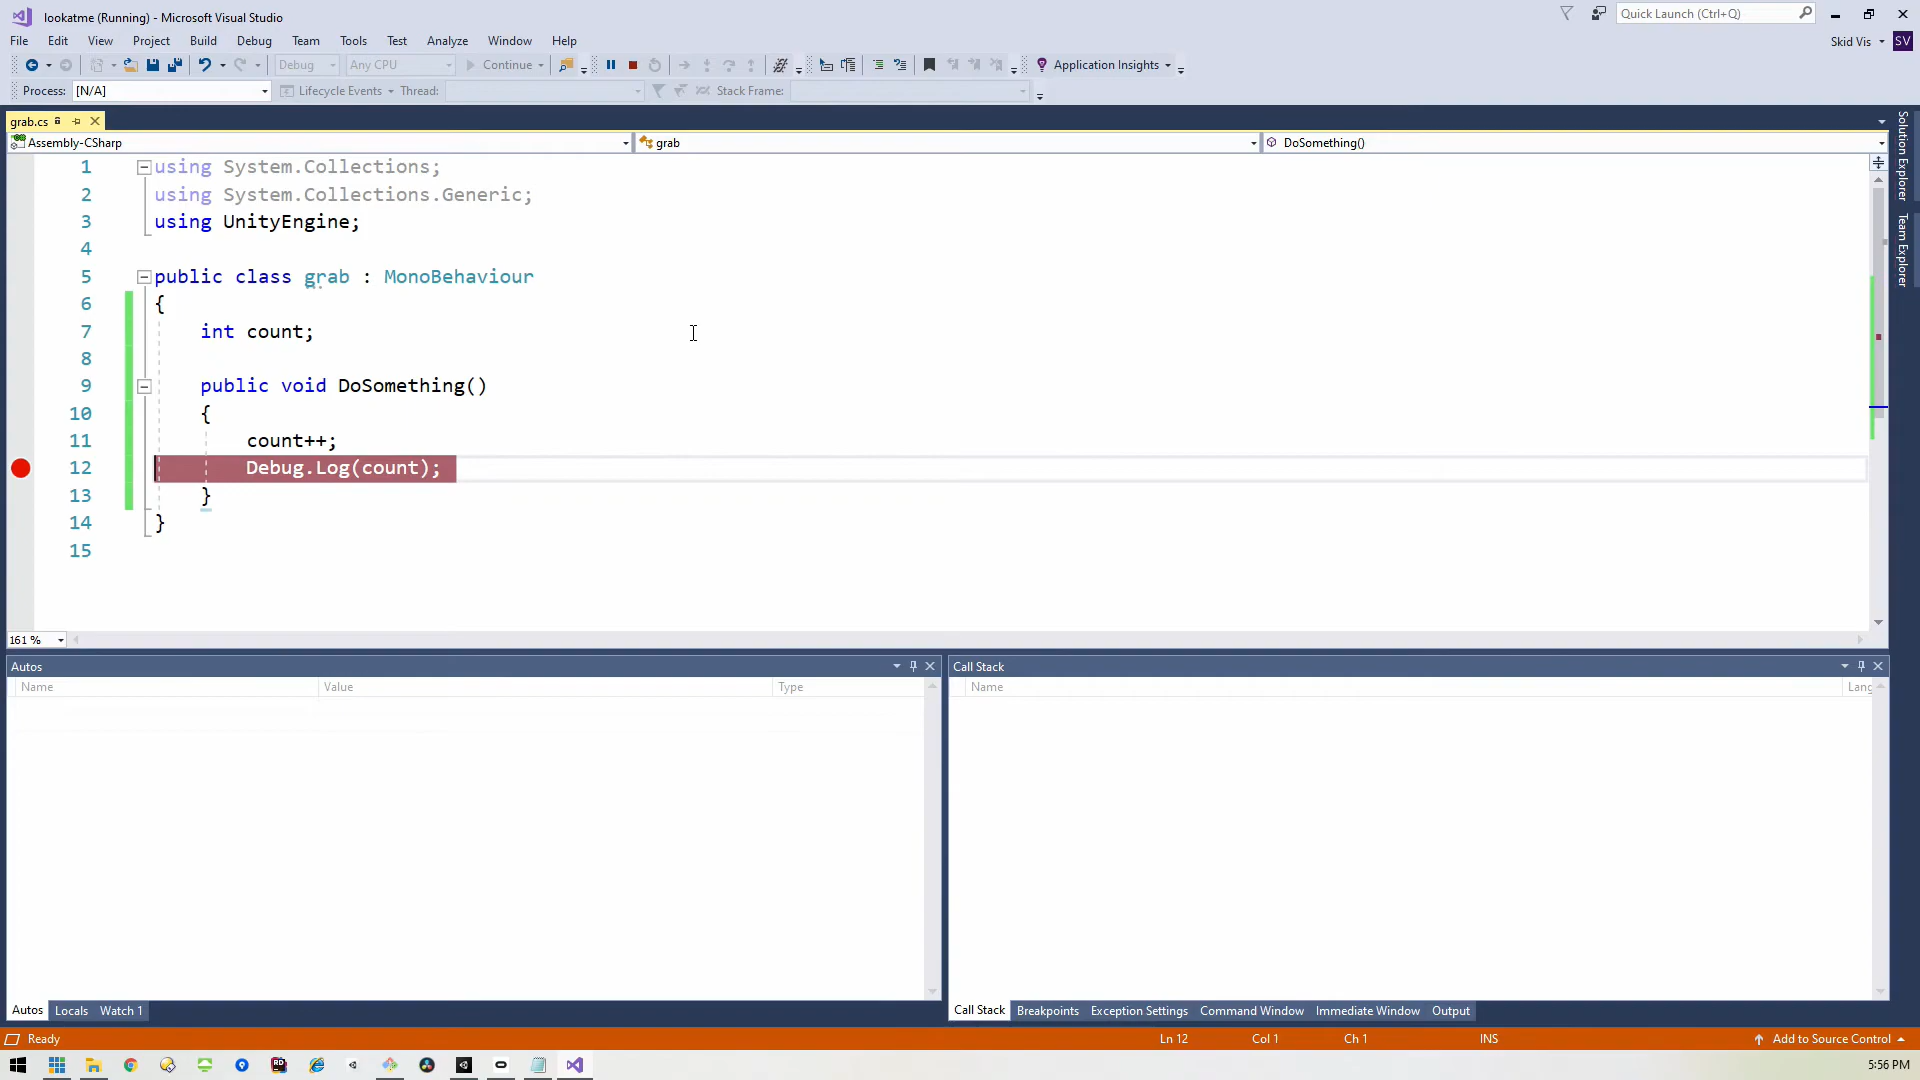 lookatme (Running) - Microsoft Visual Studio
Quick Launch (Ctrl+Q)
File Edit View Project Build Debug Team Tools Test Analyze Window Help
Skid Vis SV
Debug Any CPU Continue Application Insights
Process: [N/A] Lifecycle Events Thread: Stack Frame:
grab.cs
Assembly-CSharp grab DoSomething()
1 using System.Collections;
2 using System.Collections.Generic;
3 using UnityEngine;
4
5 public class grab : MonoBehaviour
6 {
7 int count;
8
9 public void DoSomething()
10 {
11 count++;
12 Debug.Log(count);
13 }
14 }
15
Solution Explorer
Team Explorer
161 %
Autos
Name Value Type
Call Stack
Name Lang
Autos Locals Watch 1
Call Stack Breakpoints Exception Settings Command Window Immediate Window Output
Ready Ln 12 Col 1 Ch 1 INS Add to Source Control
5:56 PM